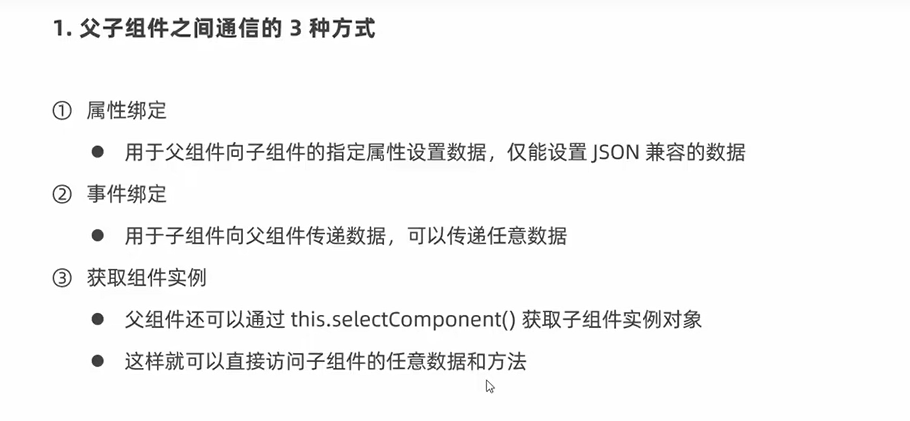 1. 父子组件之间通信的 3 种方式
① 属性绑定
● 用于父组件向子组件的指定属性设置数据，仅能设置 JSON 兼容的数据
② 事件绑定
● 用于子组件向父组件传递数据，可以传递任意数据
③ 获取组件实例
● 父组件还可以通过 this.selectComponent() 获取子组件实例对象
● 这样就可以直接访问子组件的任意数据和方法